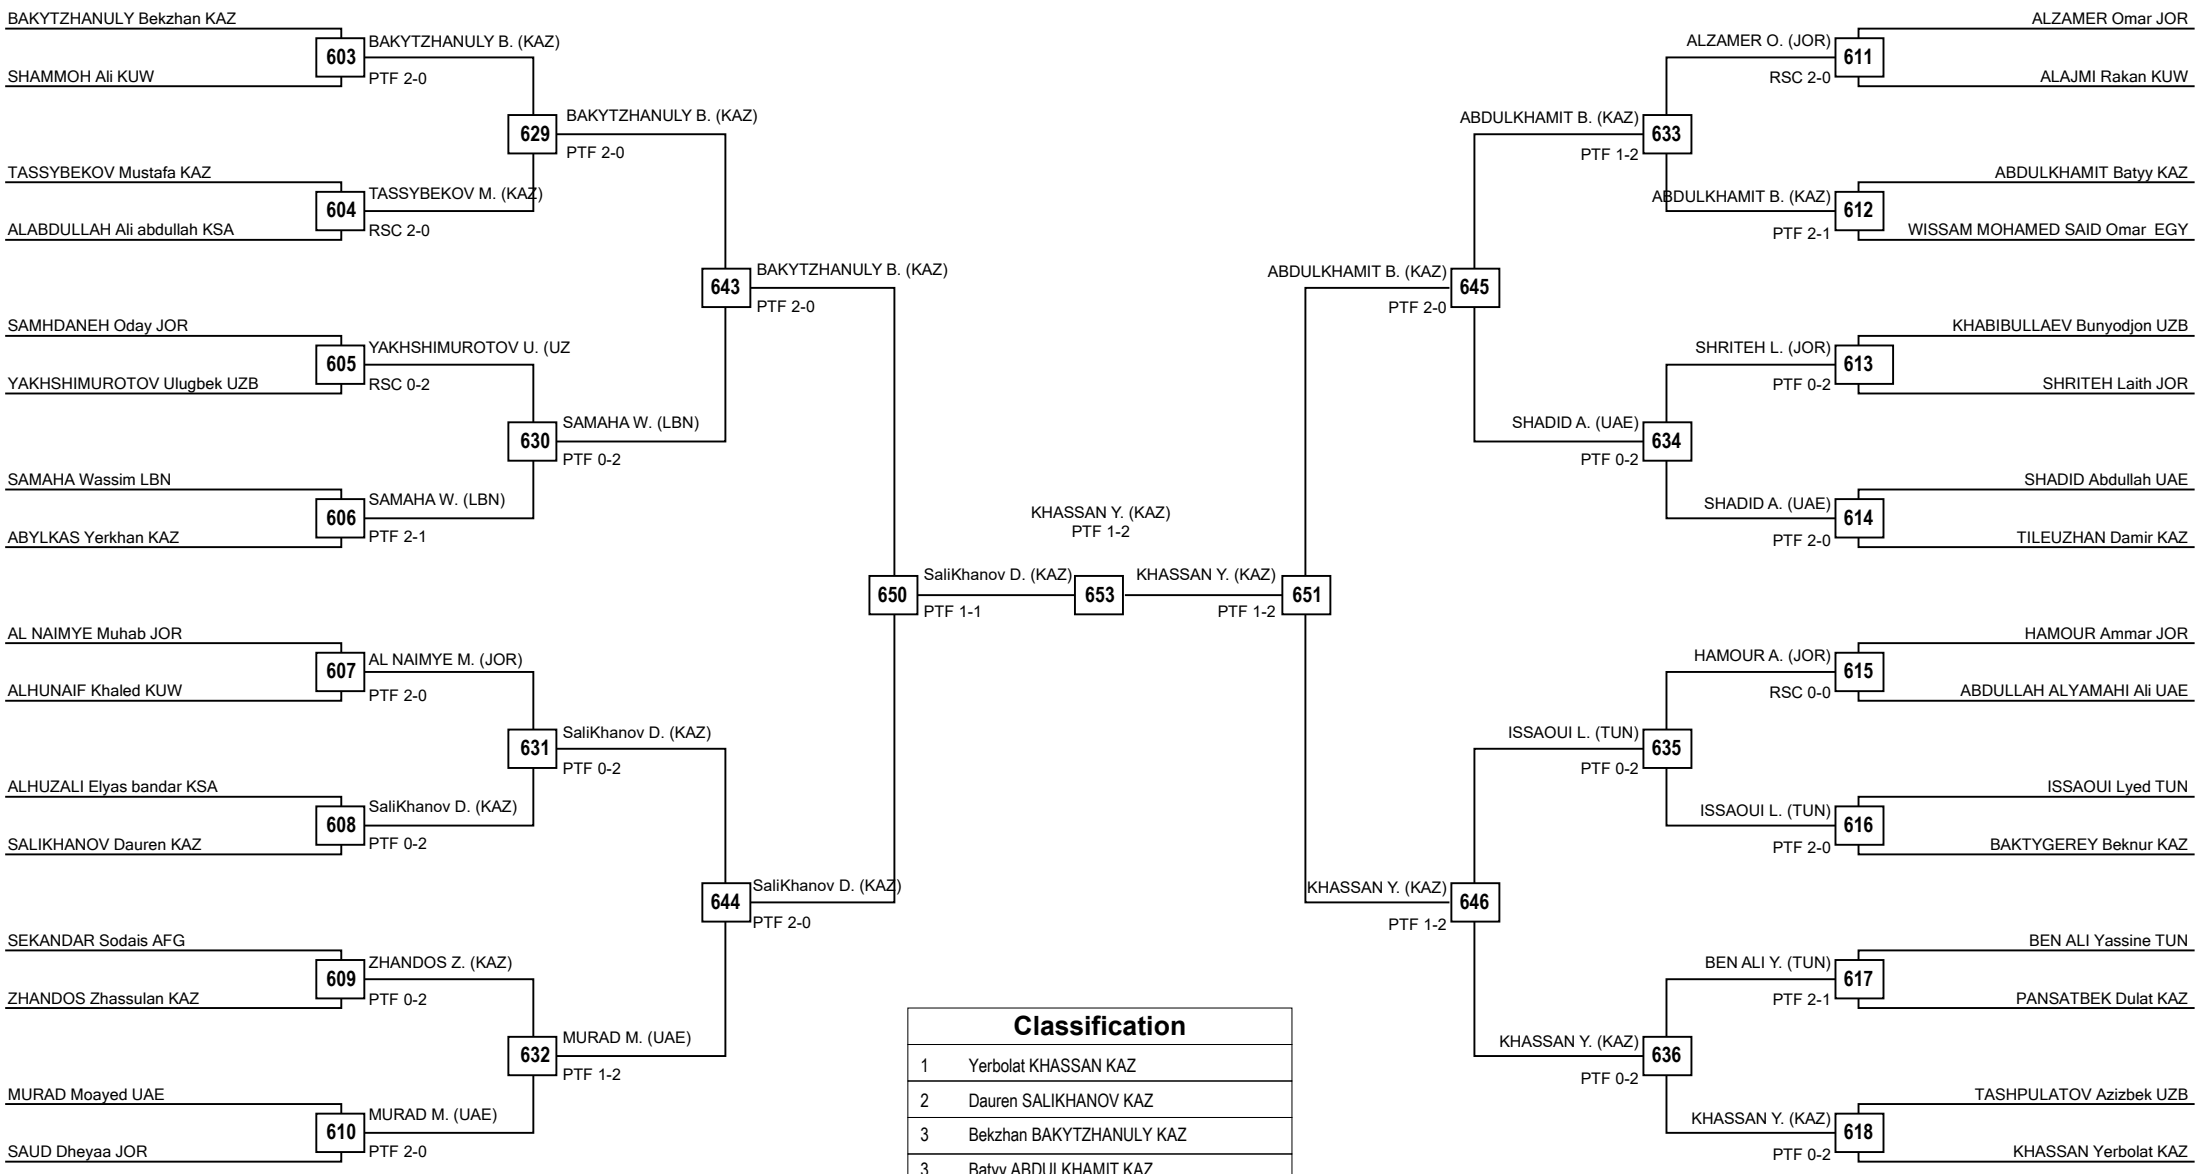 BAKYTZHANULY Bekzhan KAZ
603
BAKYTZHANULY B. (KAZ)
PTF 2-0
SHAMMOH Ali KUW
629
BAKYTZHANULY B. (KAZ)
PTF 2-0
TASSYBEKOV Mustafa KAZ
604
TASSYBEKOV M. (KAZ)
RSC 2-0
ALABDULLAH Ali abdullah KSA
643
BAKYTZHANULY B. (KAZ)
PTF 2-0
SAMHDANEH Oday JOR
605
YAKHSHIMUROTOV U. (UZ
RSC 0-2
YAKHSHIMUROTOV Ulugbek UZB
630
SAMAHA W. (LBN)
PTF 0-2
SAMAHA Wassim LBN
606
SAMAHA W. (LBN)
PTF 2-1
ABYLKAS Yerkhan KAZ
650
SaliKhanov D. (KAZ)
PTF 1-1
AL NAIMYE Muhab JOR
607
AL NAIMYE M. (JOR)
PTF 2-0
ALHUNAIF Khaled KUW
631
SaliKhanov D. (KAZ)
PTF 0-2
ALHUZALI Elyas bandar KSA
608
SaliKhanov D. (KAZ)
PTF 0-2
SALIKHANOV Dauren KAZ
644
SaliKhanov D. (KAZ)
PTF 2-0
SEKANDAR Sodais AFG
609
ZHANDOS Z. (KAZ)
PTF 0-2
ZHANDOS Zhassulan KAZ
632
MURAD M. (UAE)
PTF 1-2
MURAD Moayed UAE
610
MURAD M. (UAE)
PTF 2-0
SAUD Dheyaa JOR
KHASSAN Y. (KAZ)
PTF 1-2
653
KHASSAN Y. (KAZ)
PTF 1-2
651
ALZAMER Omar JOR
ALZAMER O. (JOR)
611
RSC 2-0
ALAJMI Rakan KUW
ABDULKHAMIT B. (KAZ)
633
PTF 1-2
ABDULKHAMIT Batyy KAZ
ABDULKHAMIT B. (KAZ)
612
PTF 2-1
WISSAM MOHAMED SAID Omar EGY
ABDULKHAMIT B. (KAZ)
645
PTF 2-0
KHABIBULLAEV Bunyodjon UZB
SHRITEH L. (JOR)
613
PTF 0-2
SHRITEH Laith JOR
SHADID A. (UAE)
634
PTF 0-2
SHADID Abdullah UAE
SHADID A. (UAE)
614
PTF 2-0
TILEUZHAN Damir KAZ
HAMOUR Ammar JOR
HAMOUR A. (JOR)
615
RSC 0-0
ABDULLAH ALYAMAHI Ali UAE
ISSAOUI L. (TUN)
635
PTF 0-2
ISSAOUI Lyed TUN
ISSAOUI L. (TUN)
616
PTF 2-0
BAKTYGEREY Beknur KAZ
KHASSAN Y. (KAZ)
646
PTF 1-2
BEN ALI Yassine TUN
BEN ALI Y. (TUN)
617
PTF 2-1
PANSATBEK Dulat KAZ
KHASSAN Y. (KAZ)
636
PTF 0-2
TASHPULATOV Azizbek UZB
KHASSAN Y. (KAZ)
618
PTF 0-2
KHASSAN Yerbolat KAZ
Classification
1 Yerbolat KHASSAN KAZ
2 Dauren SALIKHANOV KAZ
3 Bekzhan BAKYTZHANULY KAZ
3 Batyy ABDULKHAMIT KAZ